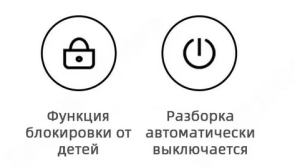 Функция
блокировки от
детей
Разборка
автоматически
выключается